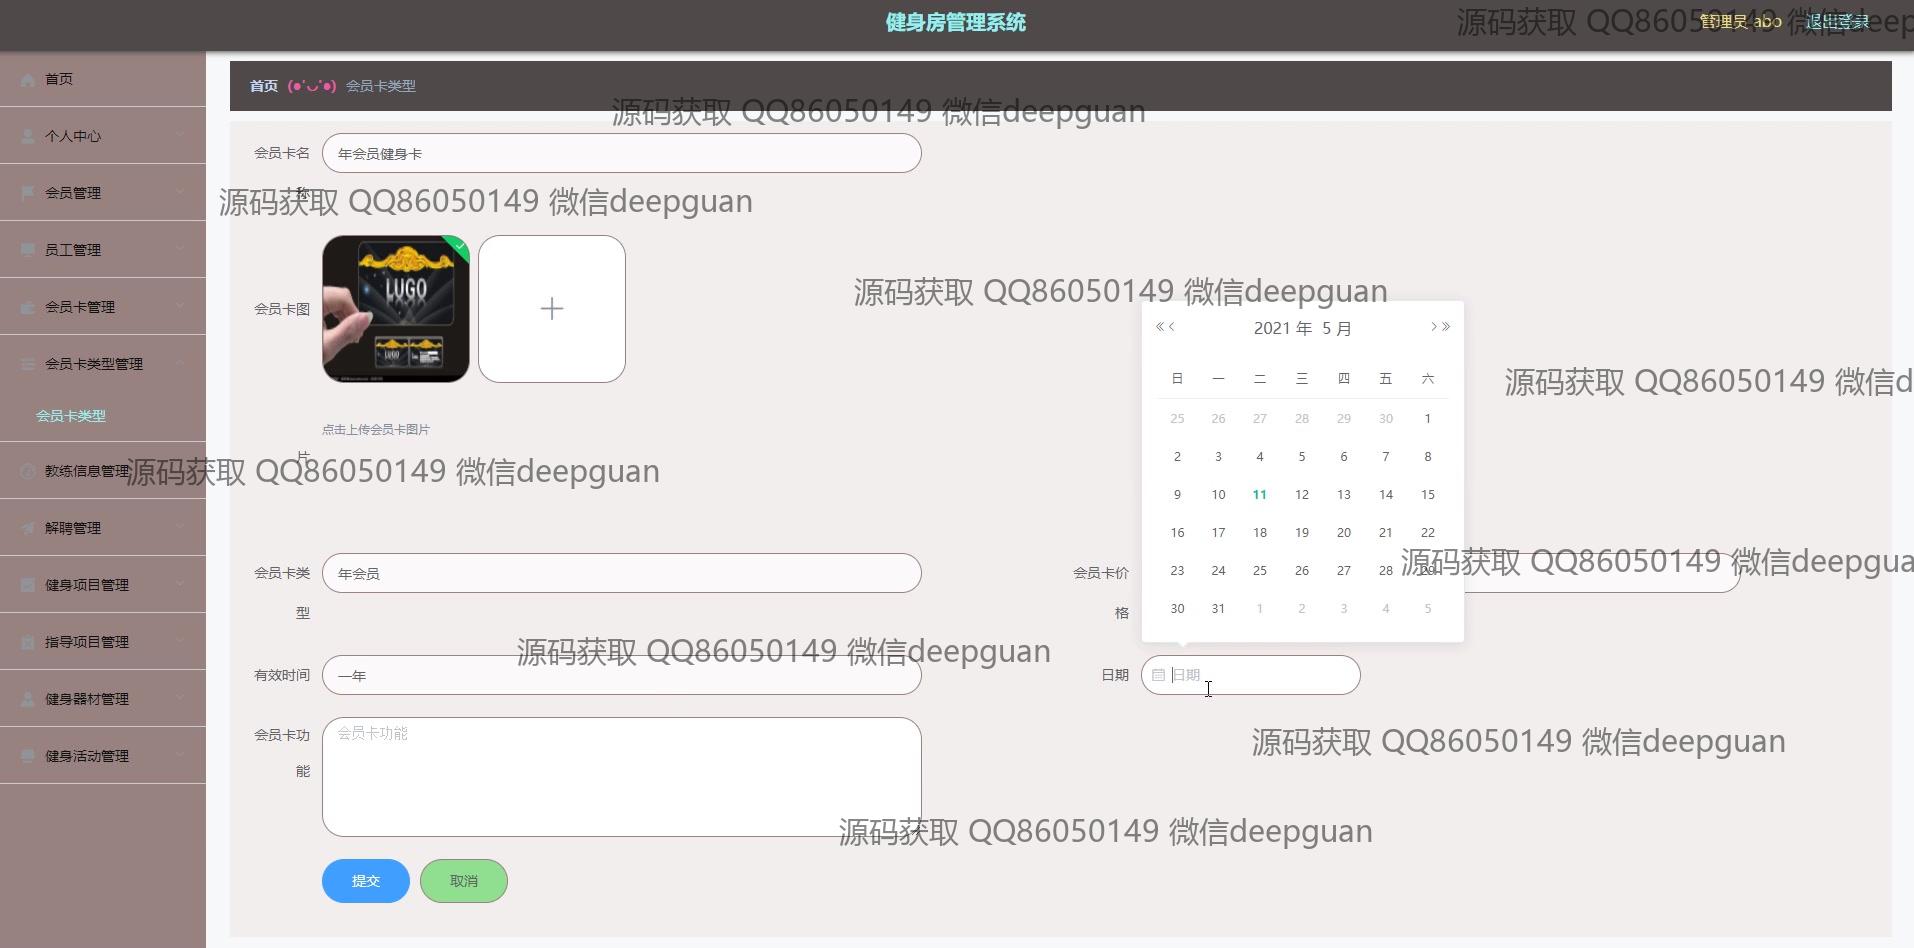 健身房管理系统
管理员 abo 退出登录
源码获取 QQ86050149 微信deep
首页
个人中心
会员管理
员工管理
会员卡管理
会员卡类型管理
会员卡类型
教练信息管理
解聘管理
健身项目管理
指导项目管理
健身器材管理
健身活动管理
首页 (●'◡'●) 会员卡类型
源码获取 QQ86050149 微信deepguan
会员卡名称
年会员健身卡
源码获取 QQ86050149 微信deepguan
会员卡图片
LUGO
LUGO
点击上传会员卡图片
源码获取 QQ86050149 微信deepguan
源码获取 QQ86050149 微信d
源码获取 QQ86050149 微信deepguan
2021 年 5 月
日 一 二 三 四 五 六
25 26 27 28 29 30 1
2 3 4 5 6 7 8
9 10 11 12 13 14 15
16 17 18 19 20 21 22
23 24 25 26 27 28 29
30 31 1 2 3 4 5
源码获取 QQ86050149 微信deepgua
会员卡类型
年会员
会员卡价格
源码获取 QQ86050149 微信deepguan
有效时间
一年
日期
日期
会员卡功能
会员卡功能
源码获取 QQ86050149 微信deepguan
源码获取 QQ86050149 微信deepguan
提交
取消